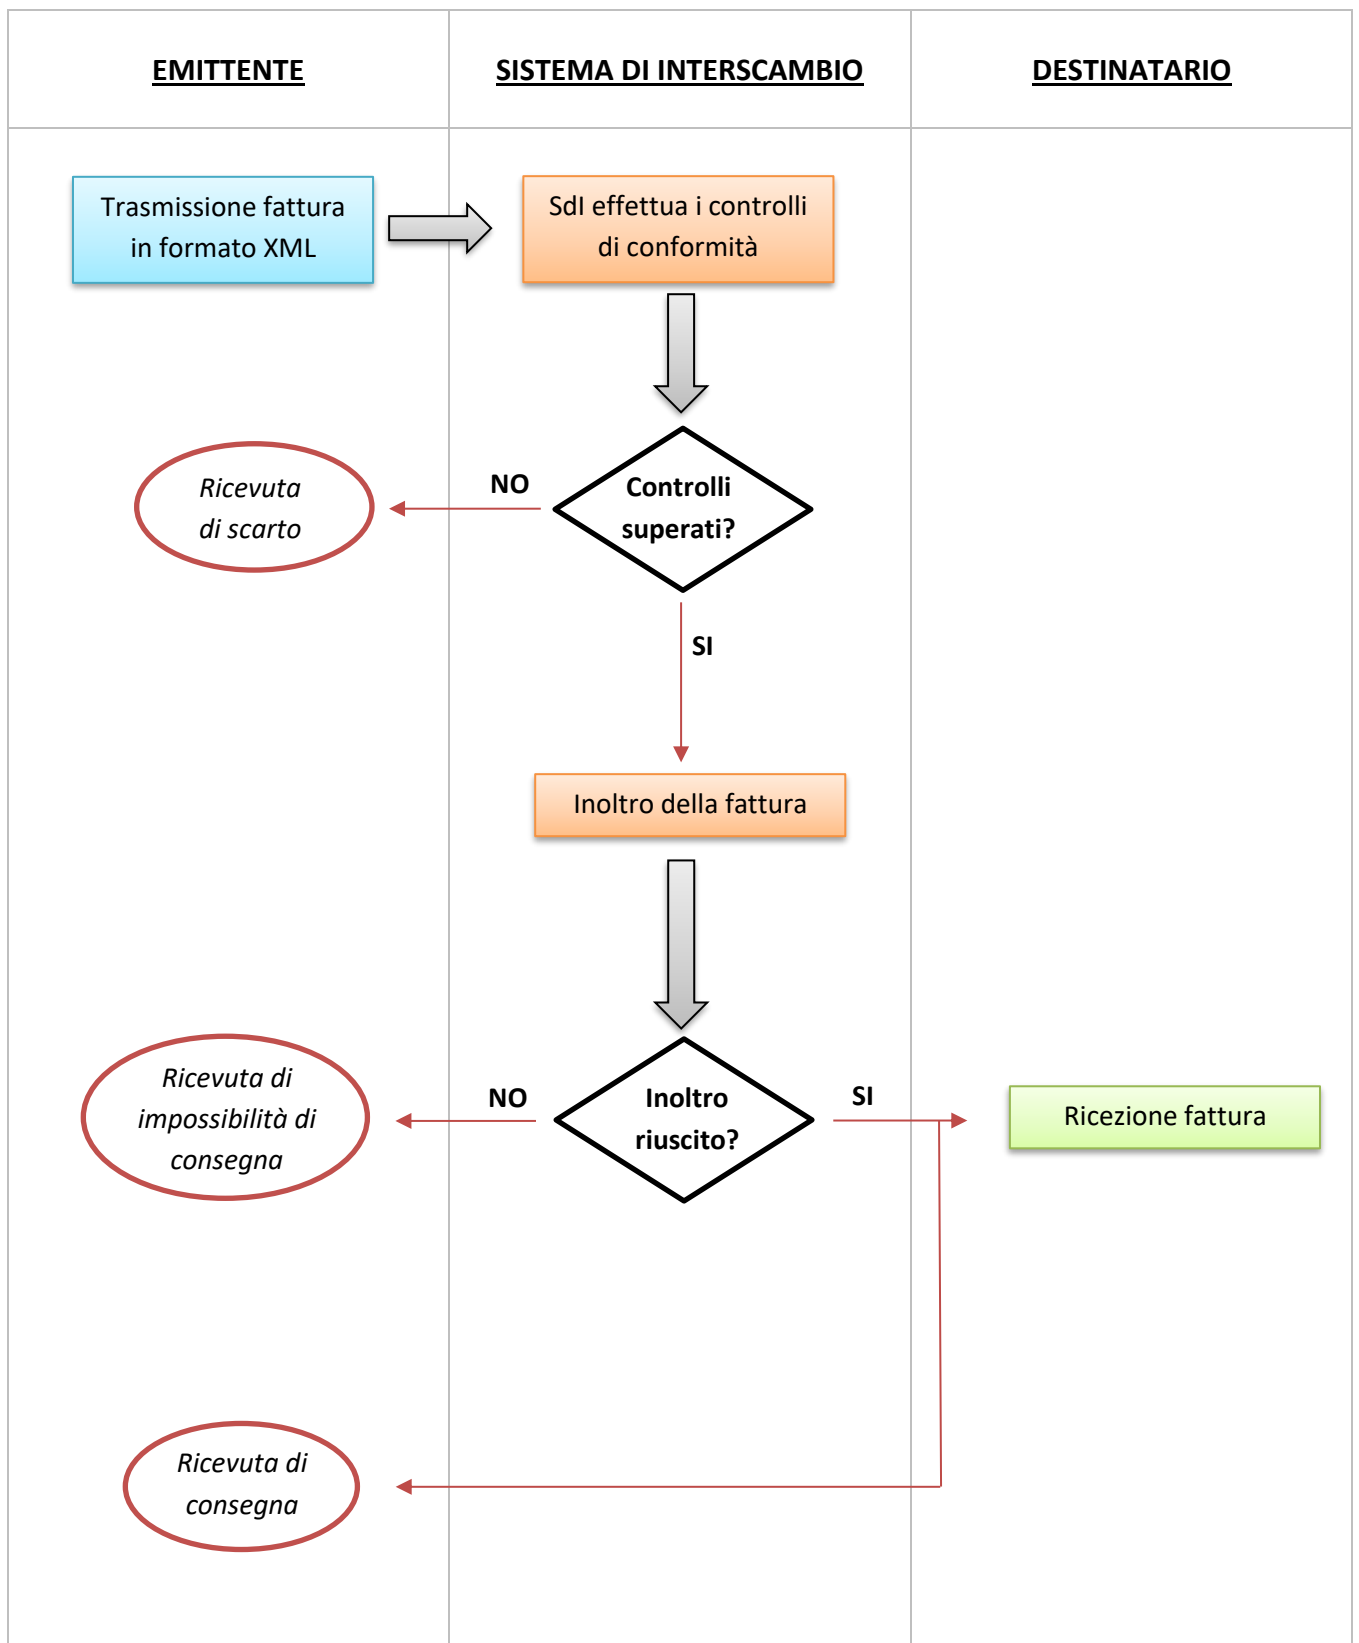 EMITTENTE
SISTEMA DI INTERSCAMBIO
DESTINATARIO
Trasmissione fattura
in formato XML
SdI effettua i controlli
di conformità
Ricevuta
di scarto
NO
Controlli
superati?
SI
Inoltro della fattura
Ricevuta di
impossibilità di
consegna
NO
Inoltro
riuscito?
SI
Ricezione fattura
Ricevuta di
consegna